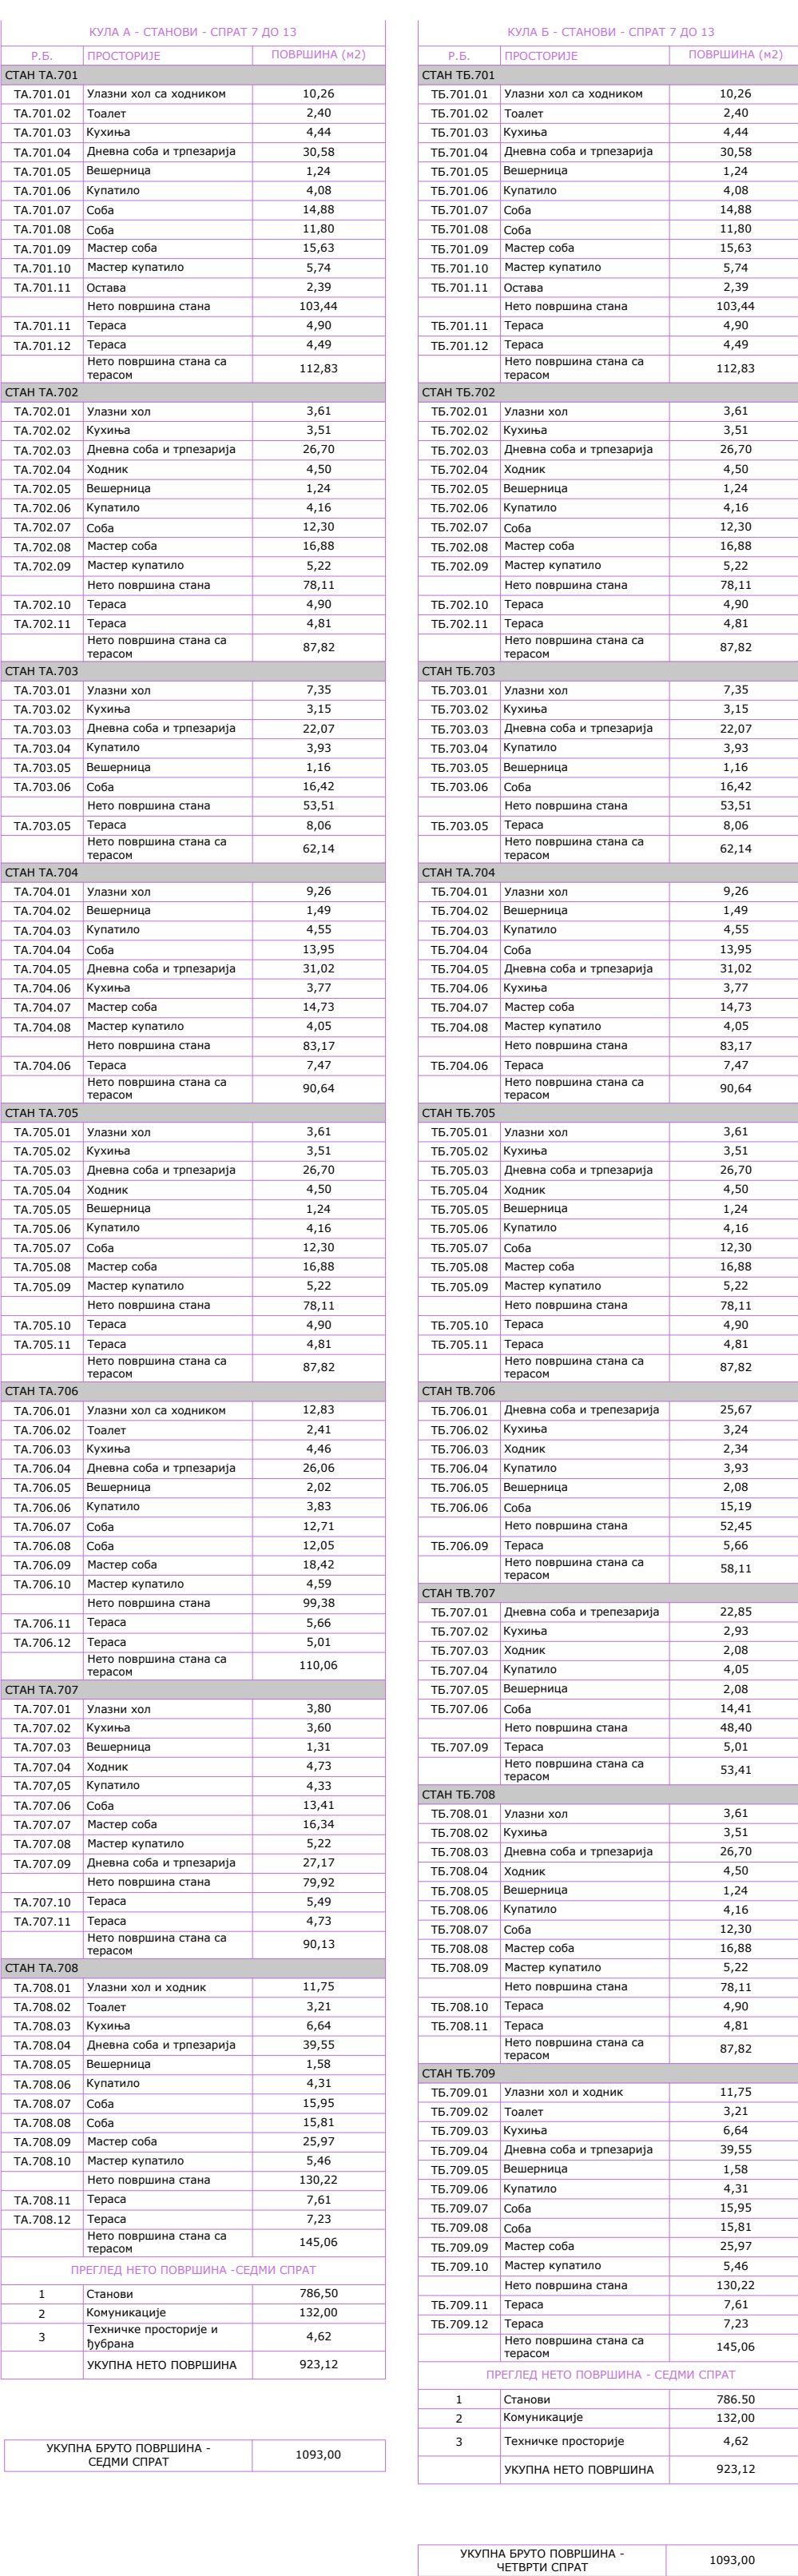 КУЛА А - СТАНОВИ - СПРАТ 7 ДО 13
Р.Б. ПРОСТОРИЈЕ ПОВРШИНА (м2)
СТАН ТА.701
ТА.701.01 Улазни хол са ходником 10,26
ТА.701.02 Тоалет 2,40
ТА.701.03 Кухиња 4,44
ТА.701.04 Дневна соба и трпезарија 30,58
ТА.701.05 Вешерница 1,24
ТА.701.06 Купатило 4,08
ТА.701.07 Соба 14,88
ТА.701.08 Соба 11,80
ТА.701.09 Мастер соба 15,63
ТА.701.10 Мастер купатило 5,74
ТА.701.11 Остава 2,39
Нето површина стана 103,44
ТА.701.11 Тераса 4,90
ТА.701.12 Тераса 4,49
Нето површина стана са
терасом 112,83
СТАН ТА.702
ТА.702.01 Улазни хол 3,61
ТА.702.02 Кухиња 3,51
ТА.702.03 Дневна соба и трпезарија 26,70
ТА.702.04 Ходник 4,50
ТА.702.05 Вешерница 1,24
ТА.702.06 Купатило 4,16
ТА.702.07 Соба 12,30
ТА.702.08 Мастер соба 16,88
ТА.702.09 Мастер купатило 5,22
Нето површина стана 78,11
ТА.702.10 Тераса 4,90
ТА.702.11 Тераса 4,81
Нето површина стана са
терасом 87,82
СТАН ТА.703
ТА.703.01 Улазни хол 7,35
ТА.703.02 Кухиња 3,15
ТА.703.03 Дневна соба и трпезарија 22,07
ТА.703.04 Купатило 3,93
ТА.703.05 Вешерница 1,16
ТА.703.06 Соба 16,42
Нето површина стана 53,51
ТА.703.05 Тераса 8,06
Нето површина стана са
терасом 62,14
СТАН ТА.704
ТА.704.01 Улазни хол 9,26
ТА.704.02 Вешерница 1,49
ТА.704.03 Купатило 4,55
ТА.704.04 Соба 13,95
ТА.704.05 Дневна соба и трпезарија 31,02
ТА.704.06 Кухиња 3,77
ТА.704.07 Мастер соба 14,73
ТА.704.08 Мастер купатило 4,05
Нето површина стана 83,17
ТА.704.06 Тераса 7,47
Нето површина стана са
терасом 90,64
СТАН ТА.705
ТА.705.01 Улазни хол 3,61
ТА.705.02 Кухиња 3,51
ТА.705.03 Дневна соба и трпезарија 26,70
ТА.705.04 Ходник 4,50
ТА.705.05 Вешерница 1,24
ТА.705.06 Купатило 4,16
ТА.705.07 Соба 12,30
ТА.705.08 Мастер соба 16,88
ТА.705.09 Мастер купатило 5,22
Нето површина стана 78,11
ТА.705.10 Тераса 4,90
ТА.705.11 Тераса 4,81
Нето површина стана са
терасом 87,82
СТАН ТА.706
ТА.706.01 Улазни хол са ходником 12,83
ТА.706.02 Тоалет 2,41
ТА.706.03 Кухиња 4,46
ТА.706.04 Дневна соба и трпезарија 26,06
ТА.706.05 Вешерница 2,02
ТА.706.06 Купатило 3,83
ТА.706.07 Соба 12,71
ТА.706.08 Соба 12,05
ТА.706.09 Мастер соба 18,42
ТА.706.10 Мастер купатило 4,59
Нето површина стана 99,38
ТА.706.11 Тераса 5,66
ТА.706.12 Тераса 5,01
Нето површина стана са
терасом 110,06
СТАН ТА.707
ТА.707.01 Улазни хол 3,80
ТА.707.02 Кухиња 3,60
ТА.707.03 Вешерница 1,31
ТА.707.04 Ходник 4,73
ТА.707,05 Купатило 4,33
ТА.707.06 Соба 13,41
ТА.707.07 Мастер соба 16,34
ТА.707.08 Мастер купатило 5,22
ТА.707.09 Дневна соба и трпезарија 27,17
Нето површина стана 79,92
ТА.707.10 Тераса 5,49
ТА.707.11 Тераса 4,73
Нето површина стана са
терасом 90,13
СТАН ТА.708
ТА.708.01 Улазни хол и ходник 11,75
ТА.708.02 Тоалет 3,21
ТА.708.03 Кухиња 6,64
ТА.708.04 Дневна соба и трпезарија 39,55
ТА.708.05 Вешерница 1,58
ТА.708.06 Купатило 4,31
ТА.708.07 Соба 15,95
ТА.708.08 Соба 15,81
ТА.708.09 Мастер соба 25,97
ТА.708.10 Мастер купатило 5,46
Нето површина стана 130,22
ТА.708.11 Тераса 7,61
ТА.708.12 Тераса 7,23
Нето површина стана са
терасом 145,06
ПРЕГЛЕД НЕТО ПОВРШИНА -СЕДМИ СПРАТ
1 Станови 786,50
2 Комуникације 132,00
3 Техничке просторије и
ђубрана 4,62
УКУПНА НЕТО ПОВРШИНА 923,12
УКУПНА БРУТО ПОВРШИНА -
СЕДМИ СПРАТ 1093,00
КУЛА Б - СТАНОВИ - СПРАТ 7 ДО 13
Р.Б. ПРОСТОРИЈЕ ПОВРШИНА (м2)
СТАН ТБ.701
ТБ.701.01 Улазни хол са ходником 10,26
ТБ.701.02 Тоалет 2,40
ТБ.701.03 Кухиња 4,44
ТБ.701.04 Дневна соба и трпезарија 30,58
ТБ.701.05 Вешерница 1,24
ТБ.701.06 Купатило 4,08
ТБ.701.07 Соба 14,88
ТБ.701.08 Соба 11,80
ТБ.701.09 Мастер соба 15,63
ТБ.701.10 Мастер купатило 5,74
ТБ.701.11 Остава 2,39
Нето површина стана 103,44
ТБ.701.11 Тераса 4,90
ТБ.701.12 Тераса 4,49
Нето површина стана са
терасом 112,83
СТАН ТБ.702
ТБ.702.01 Улазни хол 3,61
ТБ.702.02 Кухиња 3,51
ТБ.702.03 Дневна соба и трпезарија 26,70
ТБ.702.04 Ходник 4,50
ТБ.702.05 Вешерница 1,24
ТБ.702.06 Купатило 4,16
ТБ.702.07 Соба 12,30
ТБ.702.08 Мастер соба 16,88
ТБ.702.09 Мастер купатило 5,22
Нето површина стана 78,11
ТБ.702.10 Тераса 4,90
ТБ.702.11 Тераса 4,81
Нето површина стана са
терасом 87,82
СТАН ТБ.703
ТБ.703.01 Улазни хол 7,35
ТБ.703.02 Кухиња 3,15
ТБ.703.03 Дневна соба и трпезарија 22,07
ТБ.703.04 Купатило 3,93
ТБ.703.05 Вешерница 1,16
ТБ.703.06 Соба 16,42
Нето површина стана 53,51
ТБ.703.05 Тераса 8,06
Нето површина стана са
терасом 62,14
СТАН ТА.704
ТБ.704.01 Улазни хол 9,26
ТБ.704.02 Вешерница 1,49
ТБ.704.03 Купатило 4,55
ТБ.704.04 Соба 13,95
ТБ.704.05 Дневна соба и трпезарија 31,02
ТБ.704.06 Кухиња 3,77
ТБ.704.07 Мастер соба 14,73
ТБ.704.08 Мастер купатило 4,05
Нето површина стана 83,17
ТБ.704.06 Тераса 7,47
Нето површина стана са
терасом 90,64
СТАН ТБ.705
ТБ.705.01 Улазни хол 3,61
ТБ.705.02 Кухиња 3,51
ТБ.705.03 Дневна соба и трпезарија 26,70
ТБ.705.04 Ходник 4,50
ТБ.705.05 Вешерница 1,24
ТБ.705.06 Купатило 4,16
ТБ.705.07 Соба 12,30
ТБ.705.08 Мастер соба 16,88
ТБ.705.09 Мастер купатило 5,22
Нето површина стана 78,11
ТБ.705.10 Тераса 4,90
ТБ.705.11 Тераса 4,81
Нето површина стана са
терасом 87,82
СТАН ТВ.706
ТБ.706.01 Дневна соба и трепезарија 25,67
ТБ.706.02 Кухиња 3,24
ТБ.706.03 Ходник 2,34
ТБ.706.04 Купатило 3,93
ТБ.706.05 Вешерница 2,08
ТБ.706.06 Соба 15,19
Нето површина стана 52,45
ТБ.706.09 Тераса 5,66
Нето површина стана са
терасом 58,11
СТАН ТВ.707
ТБ.707.01 Дневна соба и трепезарија 22,85
ТБ.707.02 Кухиња 2,93
ТБ.707.03 Ходник 2,08
ТБ.707.04 Купатило 4,05
ТБ.707.05 Вешерница 2,08
ТБ.707.06 Соба 14,41
Нето површина стана 48,40
ТБ.707.09 Тераса 5,01
Нето површина стана са
терасом 53,41
СТАН ТБ.708
ТБ.708.01 Улазни хол 3,61
ТБ.708.02 Кухиња 3,51
ТБ.708.03 Дневна соба и трпезарија 26,70
ТБ.708.04 Ходник 4,50
ТБ.708.05 Вешерница 1,24
ТБ.708.06 Купатило 4,16
ТБ.708.07 Соба 12,30
ТБ.708.08 Мастер соба 16,88
ТБ.708.09 Мастер купатило 5,22
Нето површина стана 78,11
ТБ.708.10 Тераса 4,90
ТБ.708.11 Тераса 4,81
Нето површина стана са
терасом 87,82
СТАН ТБ.709
ТБ.709.01 Улазни хол и ходник 11,75
ТБ.709.02 Тоалет 3,21
ТБ.709.03 Кухиња 6,64
ТБ.709.04 Дневна соба и трпезарија 39,55
ТБ.709.05 Вешерница 1,58
ТБ.709.06 Купатило 4,31
ТБ.709.07 Соба 15,95
ТБ.709.08 Соба 15,81
ТБ.709.09 Мастер соба 25,97
ТБ.709.10 Мастер купатило 5,46
Нето површина стана 130,22
ТБ.709.11 Тераса 7,61
ТБ.709.12 Тераса 7,23
Нето површина стана са
терасом 145,06
ПРЕГЛЕД НЕТО ПОВРШИНА - СЕДМИ СПРАТ
1 Станови 786.50
2 Комуникације 132,00
3 Техничке просторије 4,62
УКУПНА НЕТО ПОВРШИНА 923,12
УКУПНА БРУТО ПОВРШИНА -
ЧЕТВРТИ СПРАТ 1093,00